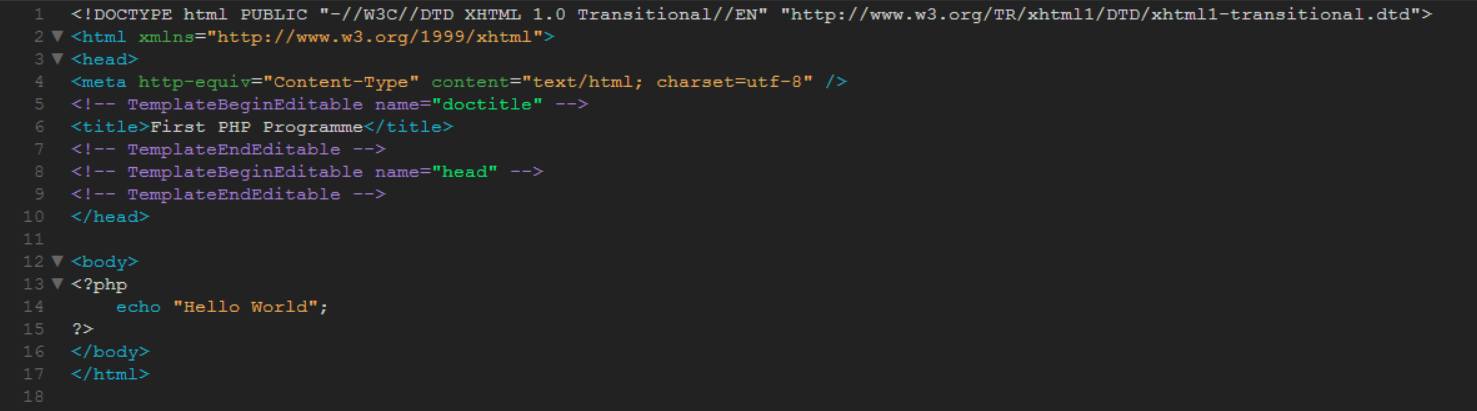 1 <!DOCTYPE html PUBLIC "-//W3C//DTD XHTML 1.0 Transitional//EN" "http://www.w3.org/TR/xhtml1/DTD/xhtml1-transitional.dtd">
2 ▼ <html xmlns="http://www.w3.org/1999/xhtml">
3 ▼ <head>
4 <meta http-equiv="Content-Type" content="text/html; charset=utf-8" />
5 <!-- TemplateBeginEditable name="doctitle" -->
6 <title>First PHP Programme</title>
7 <!-- TemplateEndEditable -->
8 <!-- TemplateBeginEditable name="head" -->
9 <!-- TemplateEndEditable -->
10 </head>
11
12 ▼ <body>
13 ▼ <?php
14     echo "Hello World";
15 ?>
16 </body>
17 </html>
18